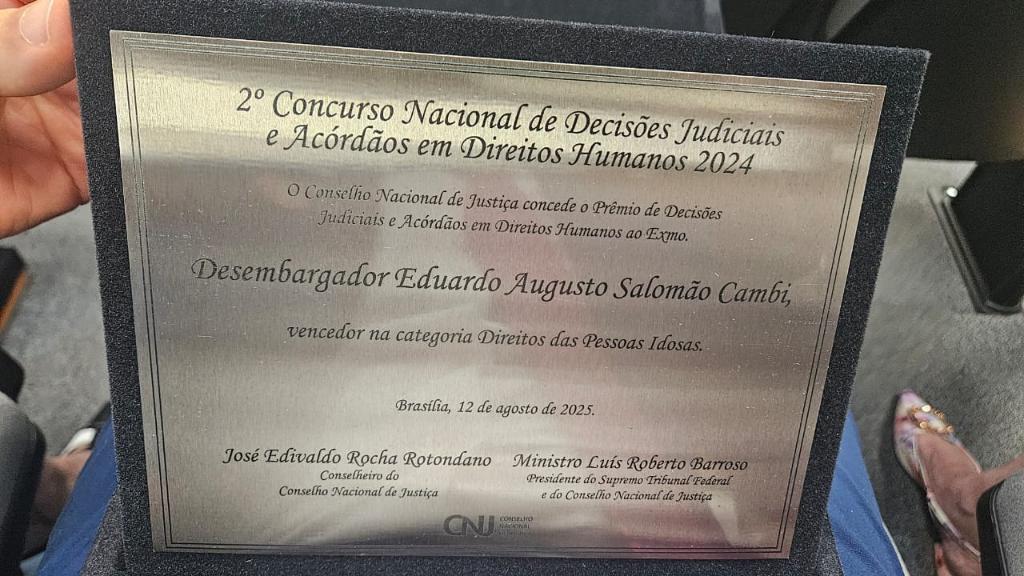 2º Concurso Nacional de Decisões Judiciais
e Acórdãos em Direitos Humanos 2024
O Conselho Nacional de Justiça concede o Prêmio de Decisões
Judiciais e Acórdãos em Direitos Humanos ao Exmo.
Desembargador Eduardo Augusto Salomão Cambi,
vencedor na categoria Direitos das Pessoas Idosas.
Brasília, 12 de agosto de 2025.
José Edivaldo Rocha Rotondano
Conselheiro do
Conselho Nacional de Justiça
Ministro Luís Roberto Barroso
Presidente do Supremo Tribunal Federal
e do Conselho Nacional de Justiça
CNJ
CONSELHO
NACIONAL